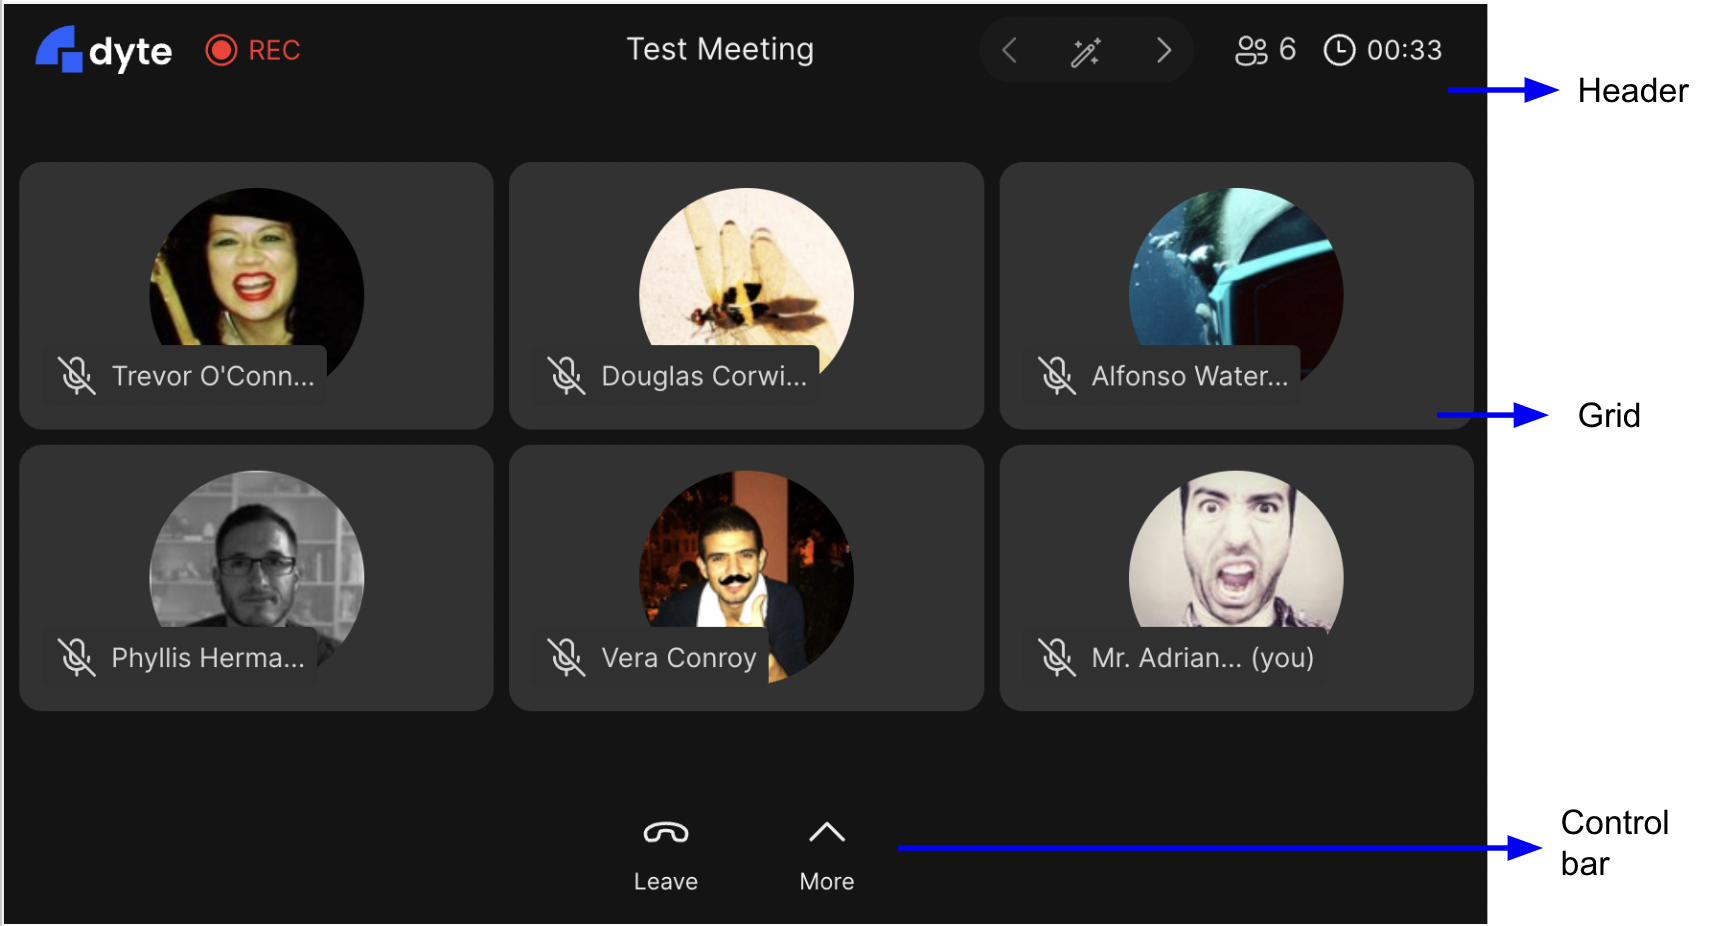 dyte
REC
Test Meeting
6
00:33
Header
Trevor O'Conn...
Douglas Corwi...
Alfonso Water...
Grid
Phyllis Herma...
Vera Conroy
Mr. Adrian... (you)
Control
bar
Leave
More